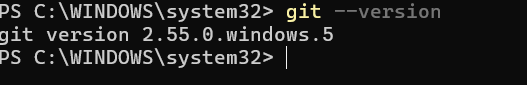 PS C:\WINDOWS\system32> git --version
git version 2.55.0.windows.5
PS C:\WINDOWS\system32>